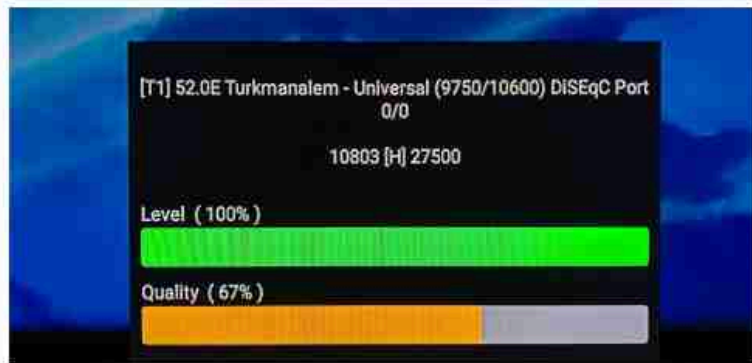 [T1] 52.0E Turkmanalem - Universal (9750/10600) DiSEqC Port
0/0
10803 [H] 27500
Level ( 100% )
Quality ( 67% )